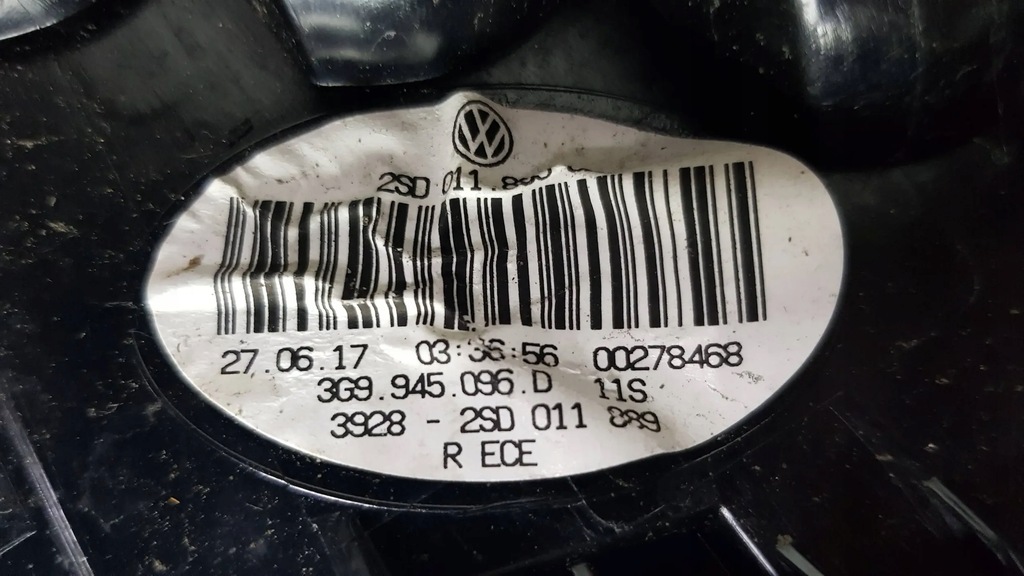 2SD 011.
27.06.17 03:36:56 00278468
3G9.945.096.D 11S
3928 - 2SD 011 889
R ECE